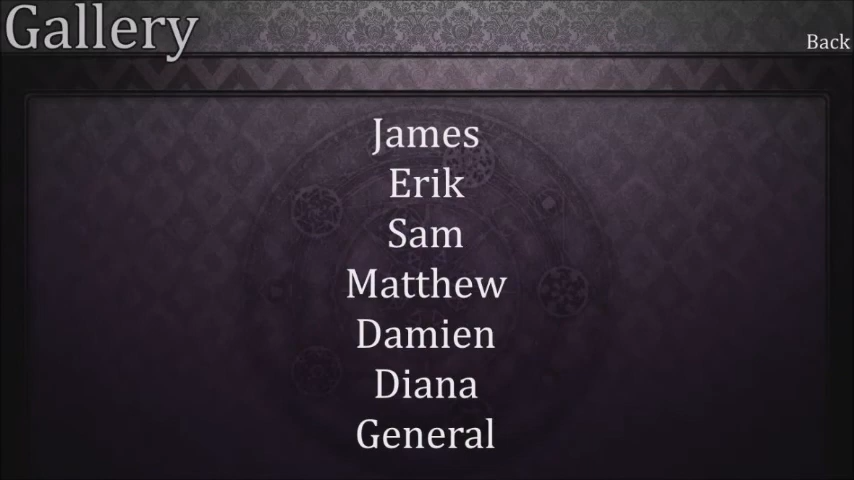 Gallery
Back
James
Erik
Sam
Matthew
Damien
Diana
General